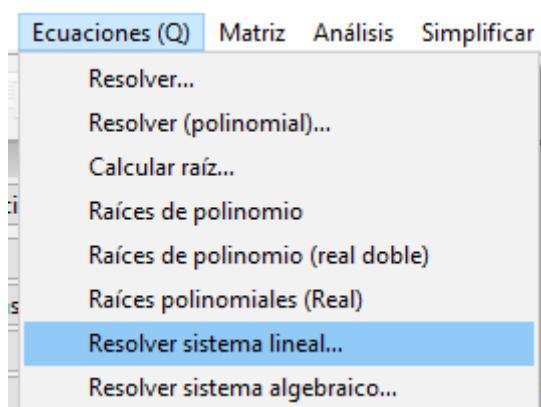 Ecuaciones (Q) Matriz Análisis Simplificar
Resolver...
Resolver (polinomial)...
Calcular raíz...
Raíces de polinomio
Raíces de polinomio (real doble)
Raíces polinomiales (Real)
Resolver sistema lineal...
Resolver sistema algebraico...